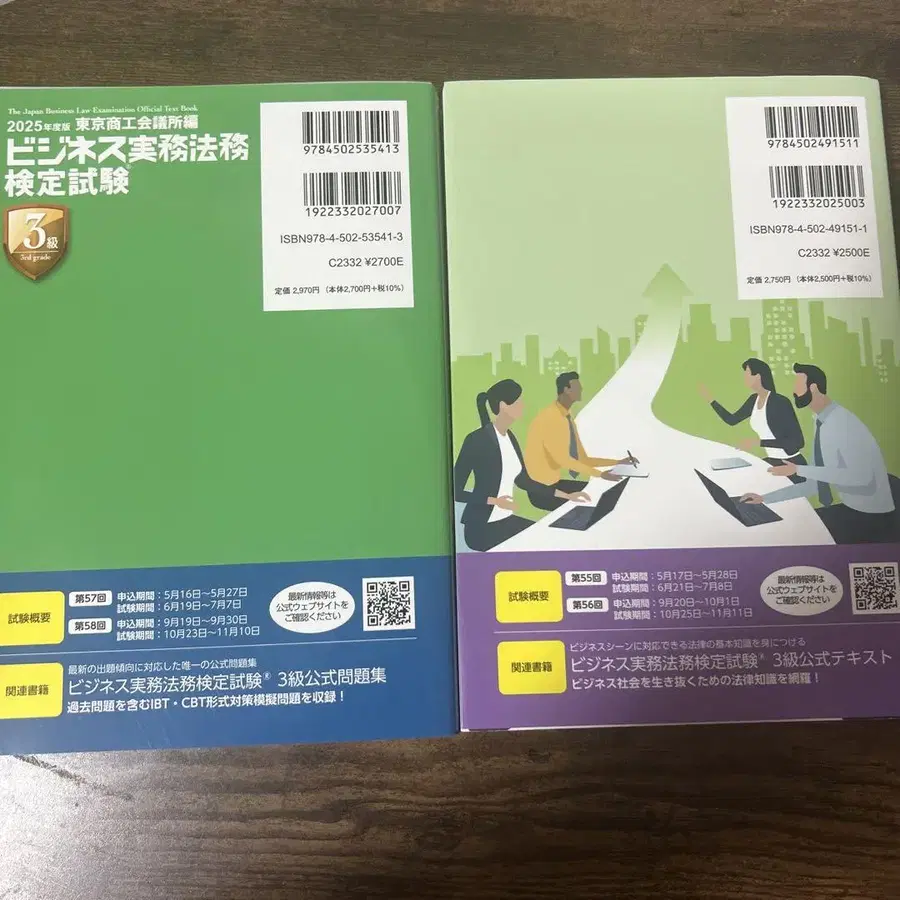 The Japan Business Law Examination Official Text Book
2025年度版 東京商工会議所編
ビジネス実務法務
検定試験®
3級
3rd grade
9784502535413
1922332027007
ISBN978-4-502-53541-3
C2332 ¥2700E
定価 2,970円 (本体2,700円+税10%)
試験概要
第57回
申込期間:5月16日~5月27日
試験期間:6月19日~7月7日
第58回
申込期間:9月19日~9月30日
試験期間:10月23日~11月10日
最新情報等は
公式ウェブサイトを
ご確認ください
関連書籍
最新の出題傾向に対応した唯一の公式問題集
ビジネス実務法務検定試験® 3級公式問題集
過去問題を含むIBT・CBT形式対策模擬問題を収録!
9784502491511
1922332025003
ISBN978-4-502-49151-1
C2332 ¥2500E
定価 2,750円 (本体2,500円+税10%)
試験概要
第55回
申込期間:5月17日~5月28日
試験期間:6月21日~7月8日
第56回
申込期間:9月20日~10月1日
試験期間:10月25日~11月11日
最新情報等は
公式ウェブサイトを
ご確認ください
関連書籍
ビジネスシーンに対応できる法律の基本知識を身につける
ビジネス実務法務検定試験® 3級公式テキスト
ビジネス社会を生き抜くための法律知識を網羅!